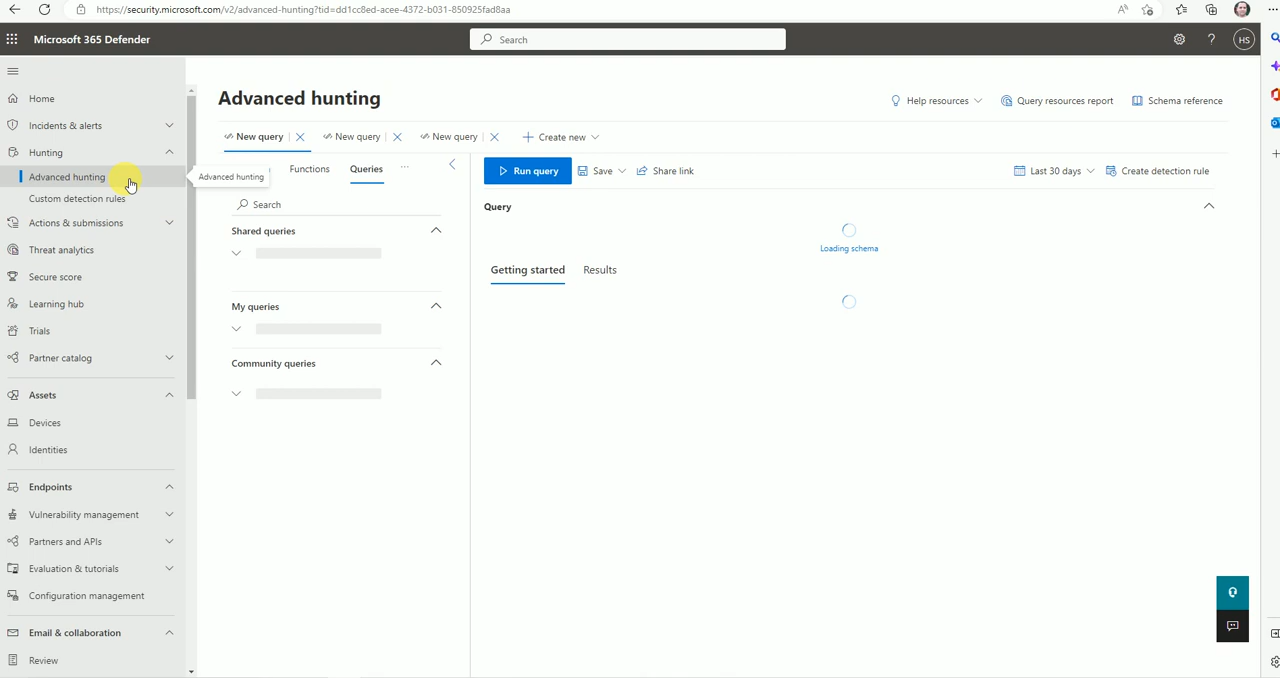 https://security.microsoft.com/v2/advanced-hunting?tid=dd1cc8ed-acee-4372-b031-850925fad8aa
Microsoft 365 Defender
Search
HS
Home
Incidents & alerts
Hunting
Advanced hunting
Custom detection rules
Actions & submissions
Threat analytics
Secure score
Learning hub
Trials
Partner catalog
Assets
Devices
Identities
Endpoints
Vulnerability management
Partners and APIs
Evaluation & tutorials
Configuration management
Email & collaboration
Review
Advanced hunting
Advanced hunting
Help resources
Query resources report
Schema reference
New query
New query
New query
Create new
Functions
Queries
Search
Shared queries
My queries
Community queries
Run query
Save
Share link
Last 30 days
Create detection rule
Query
Loading schema
Getting started
Results